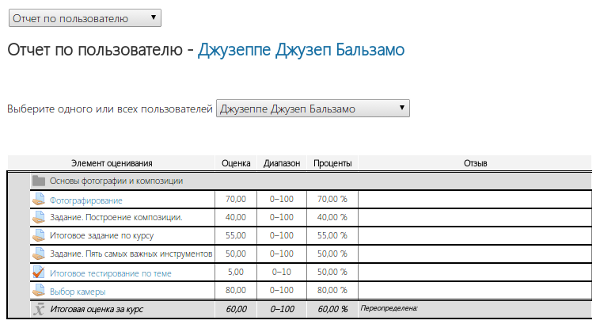 Отчет по пользователю
Отчет по пользователю - Джузеппе Джузеп Бальзамо
Выберите одного или всех пользователей Джузеппе Джузеп Бальзамо
Элемент оценивания Оценка Диапазон Проценты Отзыв
Основы фотографии и композиции
Фотографирование 70,00 0–100 70,00 %
Задание. Построение композиции. 40,00 0–100 40,00 %
Итоговое задание по курсу 55,00 0–100 55,00 %
Задание. Пять самых важных инструментов 50,00 0–100 50,00 %
Итоговое тестирование по теме 5,00 0–10 50,00 %
Выбор камеры 80,00 0–100 80,00 %
x̄ Итоговая оценка за курс 60,00 0–100 60,00 % Переопределена: